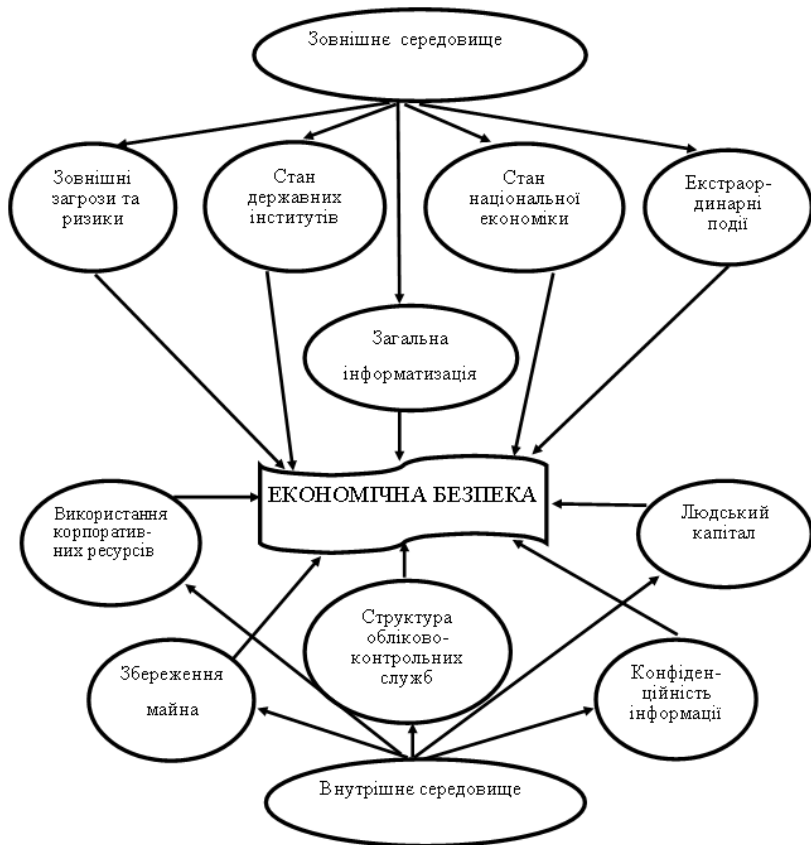 Зовнішнє середовище
Зовнішні
загрози та
ризики
Стан
державних
інститутів
Стан
національної
економіки
Екстраор-
динарні
події
Загальна
інформатизація
ЕКОНОМІЧНА БЕЗПЕКА
Використання
корпоратив-
них ресурсів
Людський
капітал
Структура
обліково-
контрольних
служб
Збереження
майна
Конфіден-
ційність
інформації
Внутрішнє середовище